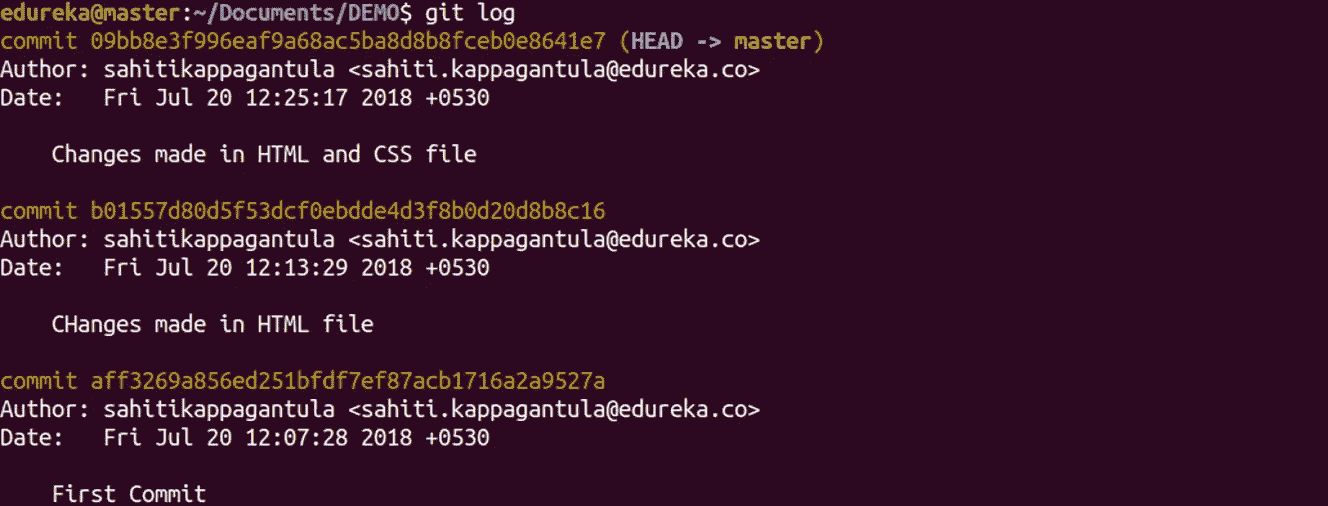 edureka@master:~/Documents/DEMO$ git log
commit 09bb8e3f996eaf9a68ac5ba8d8b8fceb0e8641e7 (HEAD -> master)
Author: sahitikappagantula <sahiti.kappagantula@edureka.co>
Date:   Fri Jul 20 12:25:17 2018 +0530
Changes made in HTML and CSS file
commit b01557d80d5f53dcf0ebdde4d3f8b0d20d8b8c16
Author: sahitikappagantula <sahiti.kappagantula@edureka.co>
Date:   Fri Jul 20 12:13:29 2018 +0530
CHanges made in HTML file
commit aff3269a856ed251bfdf7ef87acb1716a2a9527a
Author: sahitikappagantula <sahiti.kappagantula@edureka.co>
Date:   Fri Jul 20 12:07:28 2018 +0530
First Commit